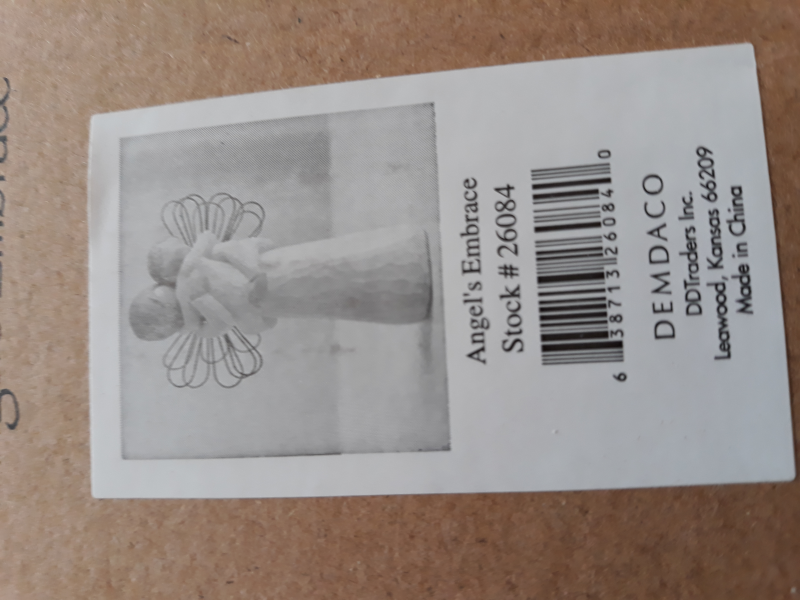 Angel's Embrace
Stock # 26084
6 38713 26084 0
DEMDACO
DDTraders Inc.
Leawood, Kansas 66209
Made in China